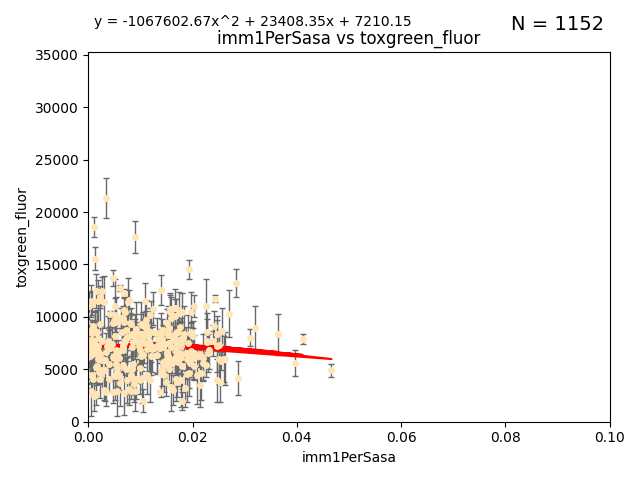 y = -1067602.67x^2 + 23408.35x + 7210.15
N = 1152
imm1PerSasa vs toxgreen_fluor
35000
30000
25000
20000
15000
10000
5000
0
toxgreen_fluor
0.00
0.02
0.04
0.06
0.08
0.10
imm1PerSasa